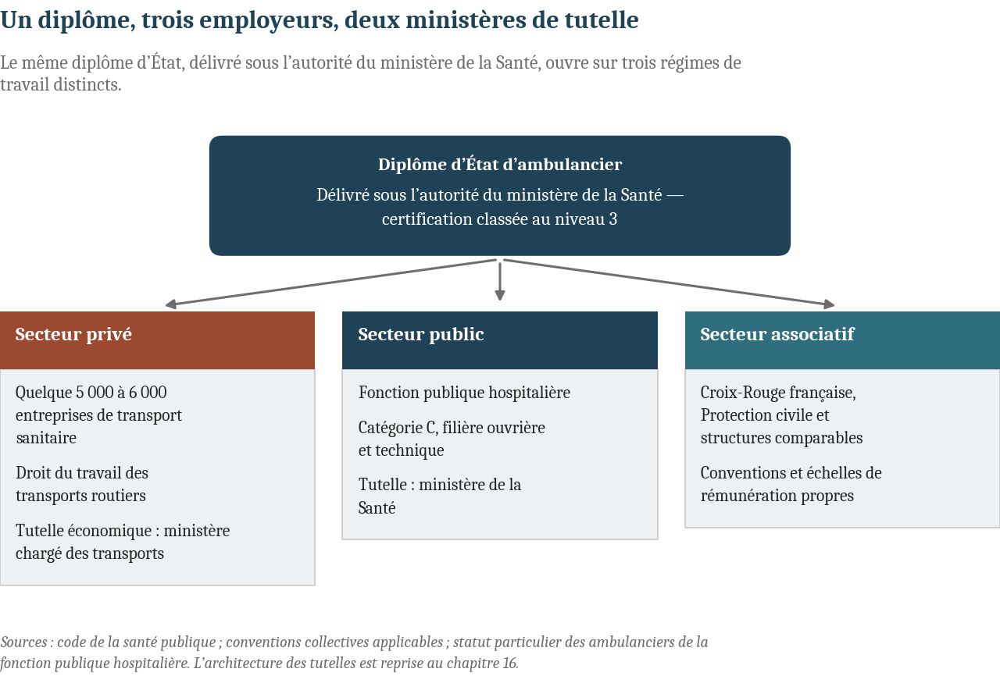 Un diplôme, trois employeurs, deux ministères de tutelle
Le même diplôme d’État, délivré sous l’autorité du ministère de la Santé, ouvre sur trois régimes de
travail distincts.
Diplôme d’État d’ambulancier
Délivré sous l’autorité du ministère de la Santé —
certification classée au niveau 3
Secteur privé
Quelque 5 000 à 6 000
entreprises de transport
sanitaire
Droit du travail des
transports routiers
Tutelle économique : ministère
chargé des transports
Secteur public
Fonction publique hospitalière
Catégorie C, filière ouvrière
et technique
Tutelle : ministère de la
Santé
Secteur associatif
Croix-Rouge française,
Protection civile et
structures comparables
Conventions et échelles de
rémunération propres
Sources : code de la santé publique ; conventions collectives applicables ; statut particulier des ambulanciers de la
fonction publique hospitalière. L’architecture des tutelles est reprise au chapitre 16.